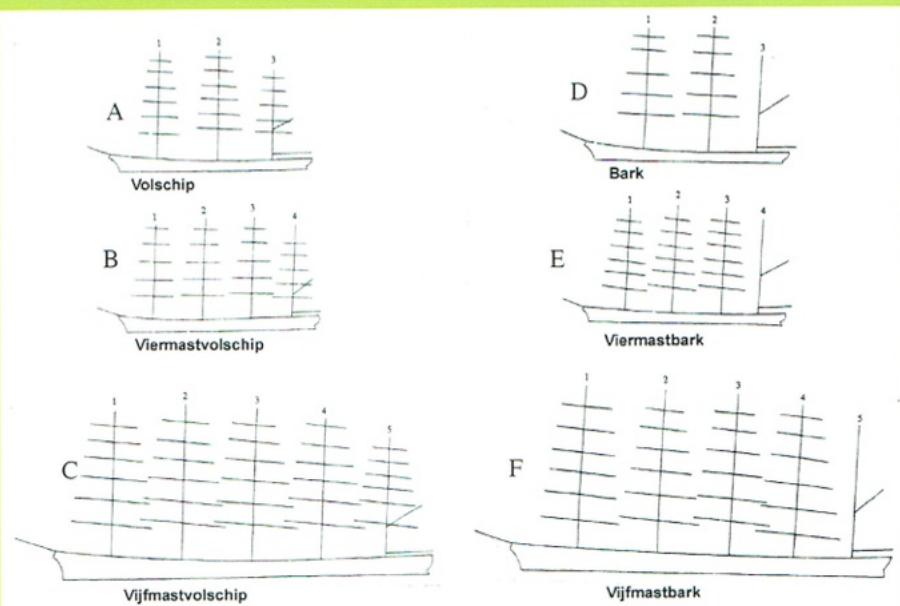 1 2 3
A
Volschip
1 2 3
D
Bark
1 2 3 4
B
Viermastvolschip
1 2 3 4
E
Viermastbark
1 2 3 4 5
C
Vijfmastvolschip
1 2 3 4 5
F
Vijfmastbark